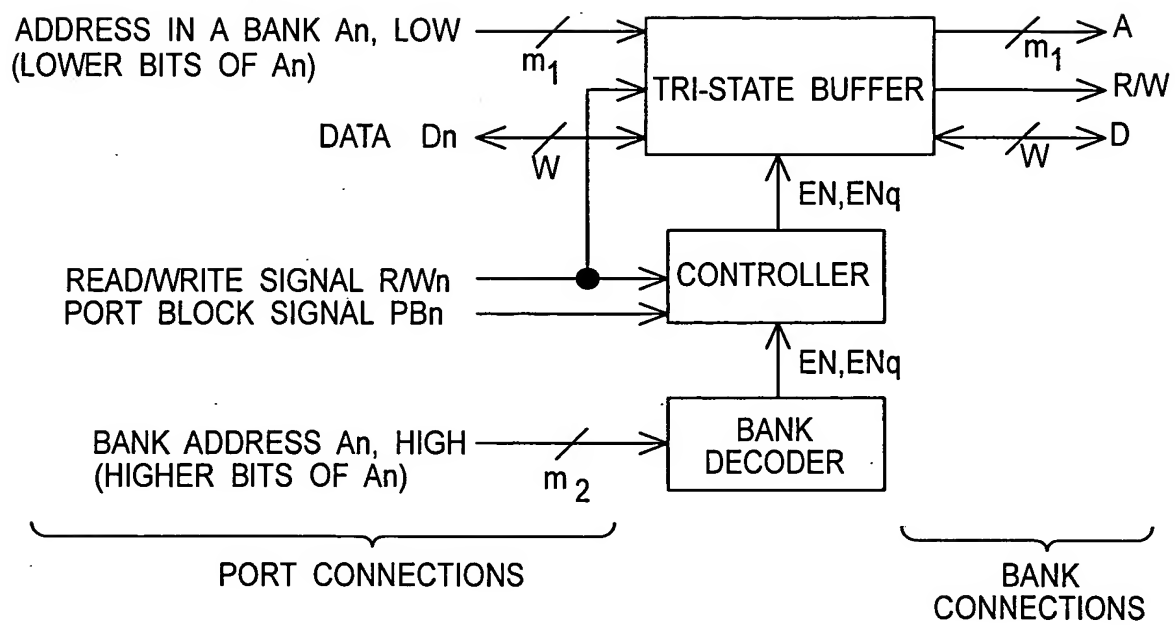 ADDRESS IN A BANK An, LOW
(LOWER BITS OF An)
m1
TRI-STATE BUFFER
m1
A
R/W
DATA Dn
W
W
D
EN,ENq
READ/WRITE SIGNAL R/Wn
PORT BLOCK SIGNAL PBn
CONTROLLER
EN,ENq
BANK ADDRESS An, HIGH
(HIGHER BITS OF An)
m2
BANK
DECODER
PORT CONNECTIONS
BANK
CONNECTIONS